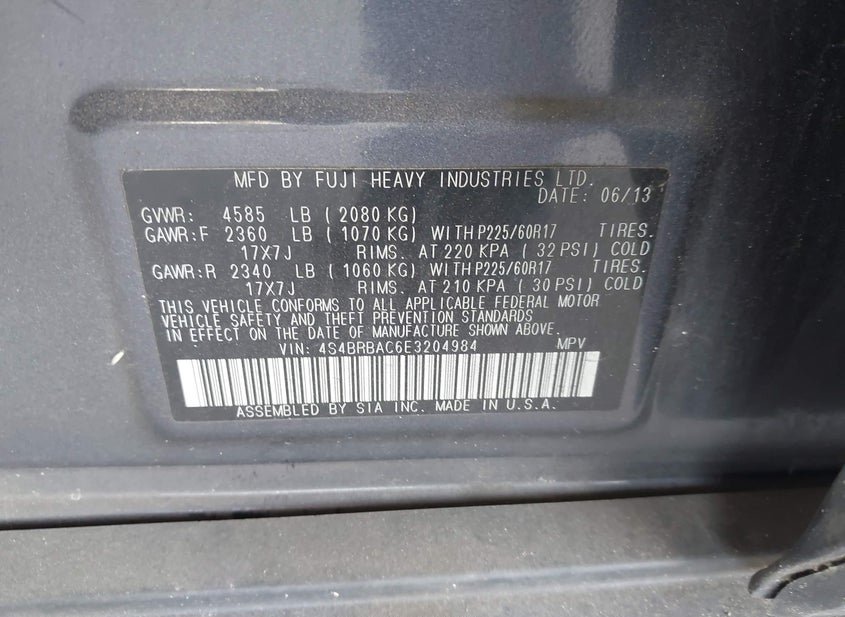 MFD BY FUJI HEAVY INDUSTRIES LTD.
DATE: 06/13
GVWR: 4585 LB (2080 KG)
GAWR:F 2360 LB (1070 KG) WITH P225/60R17 TIRES.
17X7J RIMS. AT 220 KPA (32 PSI) COLD
GAWR:R 2340 LB (1060 KG) WITH P225/60R17 TIRES.
17X7J RIMS. AT 210 KPA (30 PSI) COLD
THIS VEHICLE CONFORMS TO ALL APPLICABLE FEDERAL MOTOR
VEHICLE SAFETY AND THEFT PREVENTION STANDARDS
IN EFFECT ON THE DATE OF MANUFACTURE SHOWN ABOVE.
VIN: 4S4BRBAC6E3204984 MPV
ASSEMBLED BY SIA INC. MADE IN U.S.A.